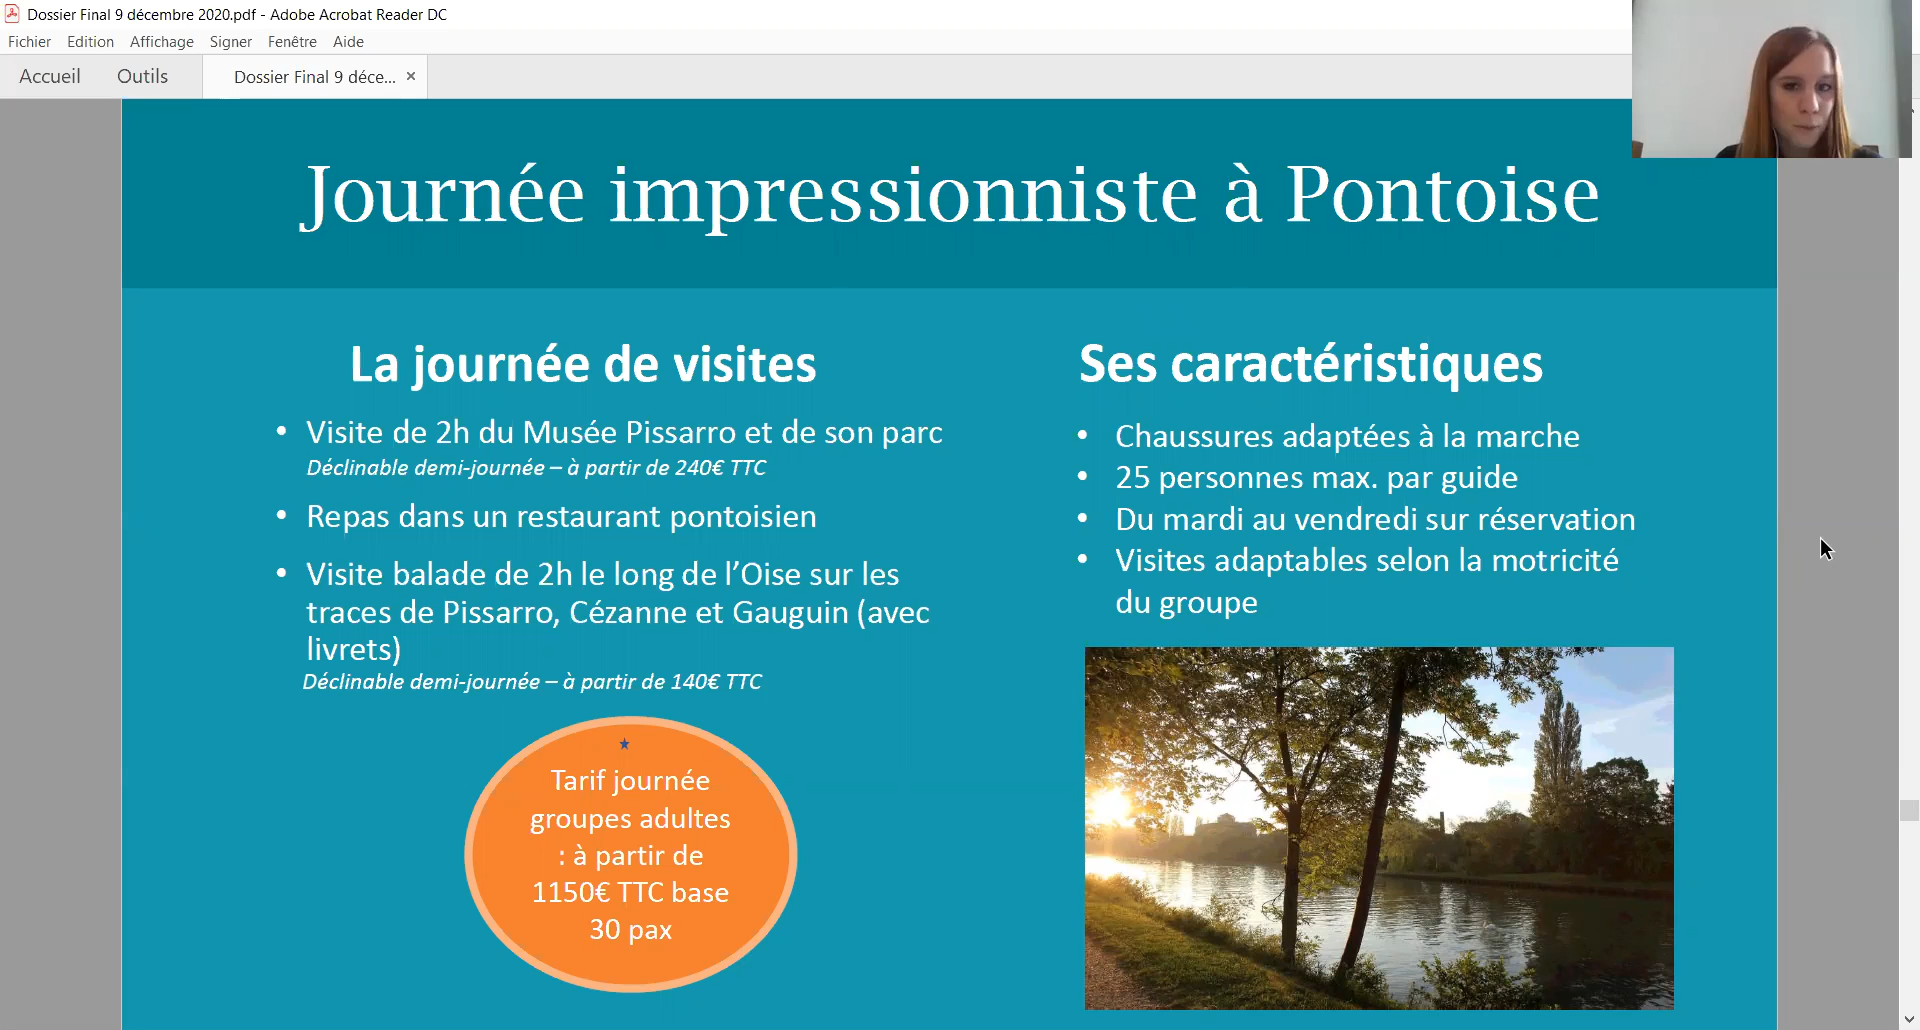 Dossier Final 9 décembre 2020.pdf - Adobe Acrobat Reader DC
Fichier Edition Affichage Signer Fenêtre Aide
Accueil Outils Dossier Final 9 déce... ×
Journée impressionniste à Pontoise
La journée de visites
• Visite de 2h du Musée Pissarro et de son parc
Déclinable demi-journée – à partir de 240€ TTC
• Repas dans un restaurant pontoisien
• Visite balade de 2h le long de l’Oise sur les
traces de Pissarro, Cézanne et Gauguin (avec
livrets)
Déclinable demi-journée – à partir de 140€ TTC
Tarif journée
groupes adultes
: à partir de
1150€ TTC base
30 pax
Ses caractéristiques
• Chaussures adaptées à la marche
• 25 personnes max. par guide
• Du mardi au vendredi sur réservation
• Visites adaptables selon la motricité
du groupe